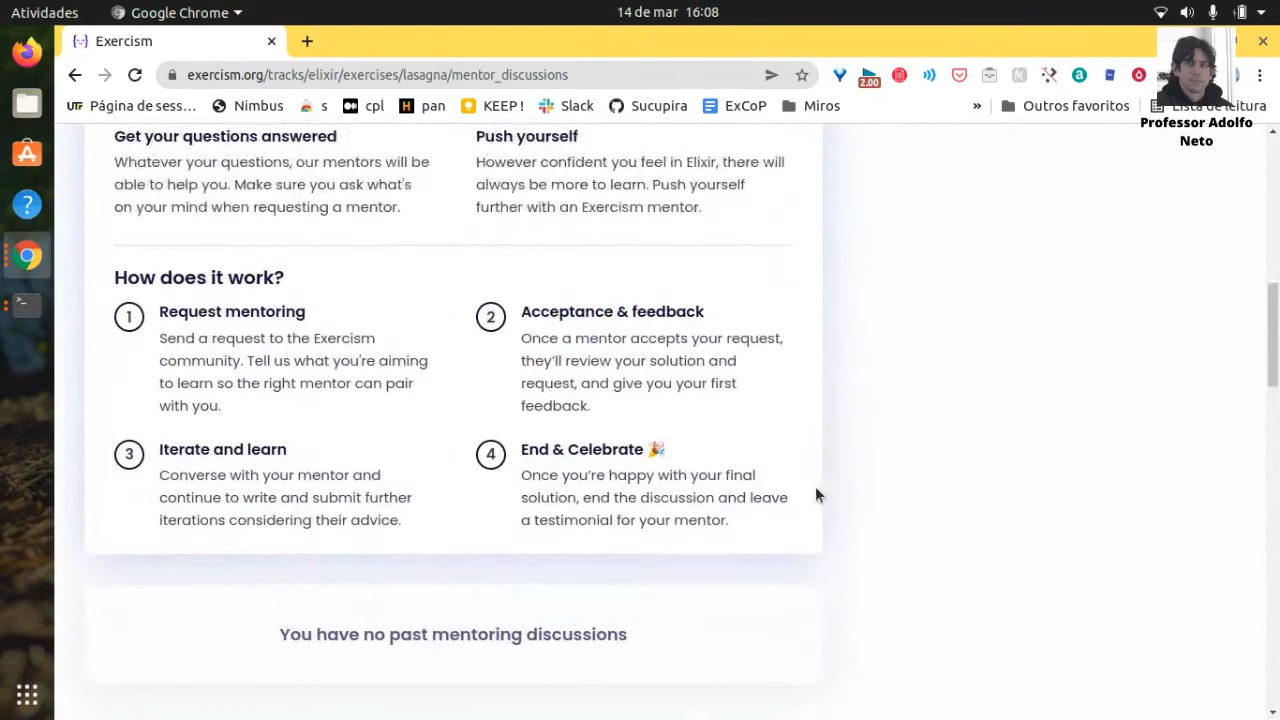 Atividades
Google Chrome
14 de mar 16:08
Exercism
exercism.org/tracks/elixir/exercises/lasagna/mentor_discussions
2.00
UTF Página de sess…
Nimbus
s
cpl
H pan
KEEP!
Slack
Sucupira
ExCoP
Miros
»
Outros favoritos
Lista de leitura
Professor Adolfo
Neto
Get your questions answered
Whatever your questions, our mentors will be
able to help you. Make sure you ask what's
on your mind when requesting a mentor.
Push yourself
However confident you feel in Elixir, there will
always be more to learn. Push yourself
further with an Exercism mentor.
How does it work?
1
Request mentoring
Send a request to the Exercism
community. Tell us what you're aiming
to learn so the right mentor can pair
with you.
2
Acceptance & feedback
Once a mentor accepts your request,
they'll review your solution and
request, and give you your first
feedback.
3
Iterate and learn
Converse with your mentor and
continue to write and submit further
iterations considering their advice.
4
End & Celebrate 🎉
Once you're happy with your final
solution, end the discussion and leave
a testimonial for your mentor.
You have no past mentoring discussions